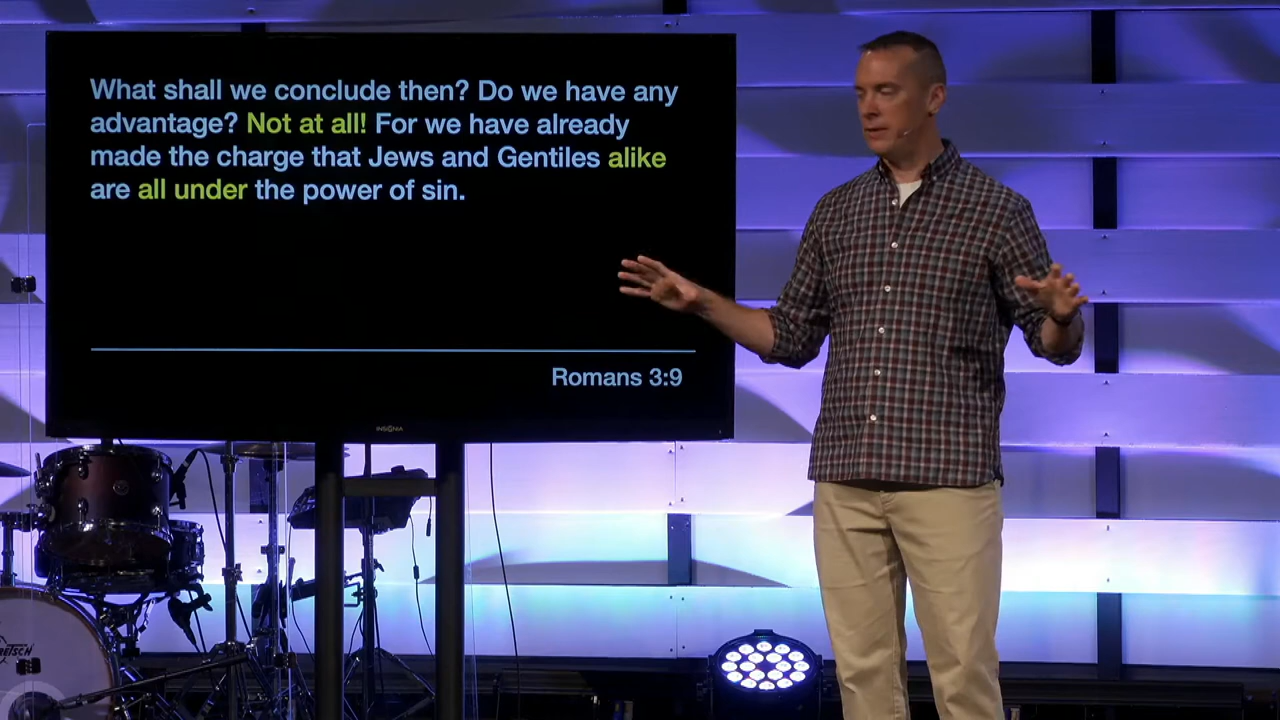 What shall we conclude then? Do we have any
advantage? Not at all! For we have already
made the charge that Jews and Gentiles alike
are all under the power of sin.
Romans 3:9
INSIGNIA